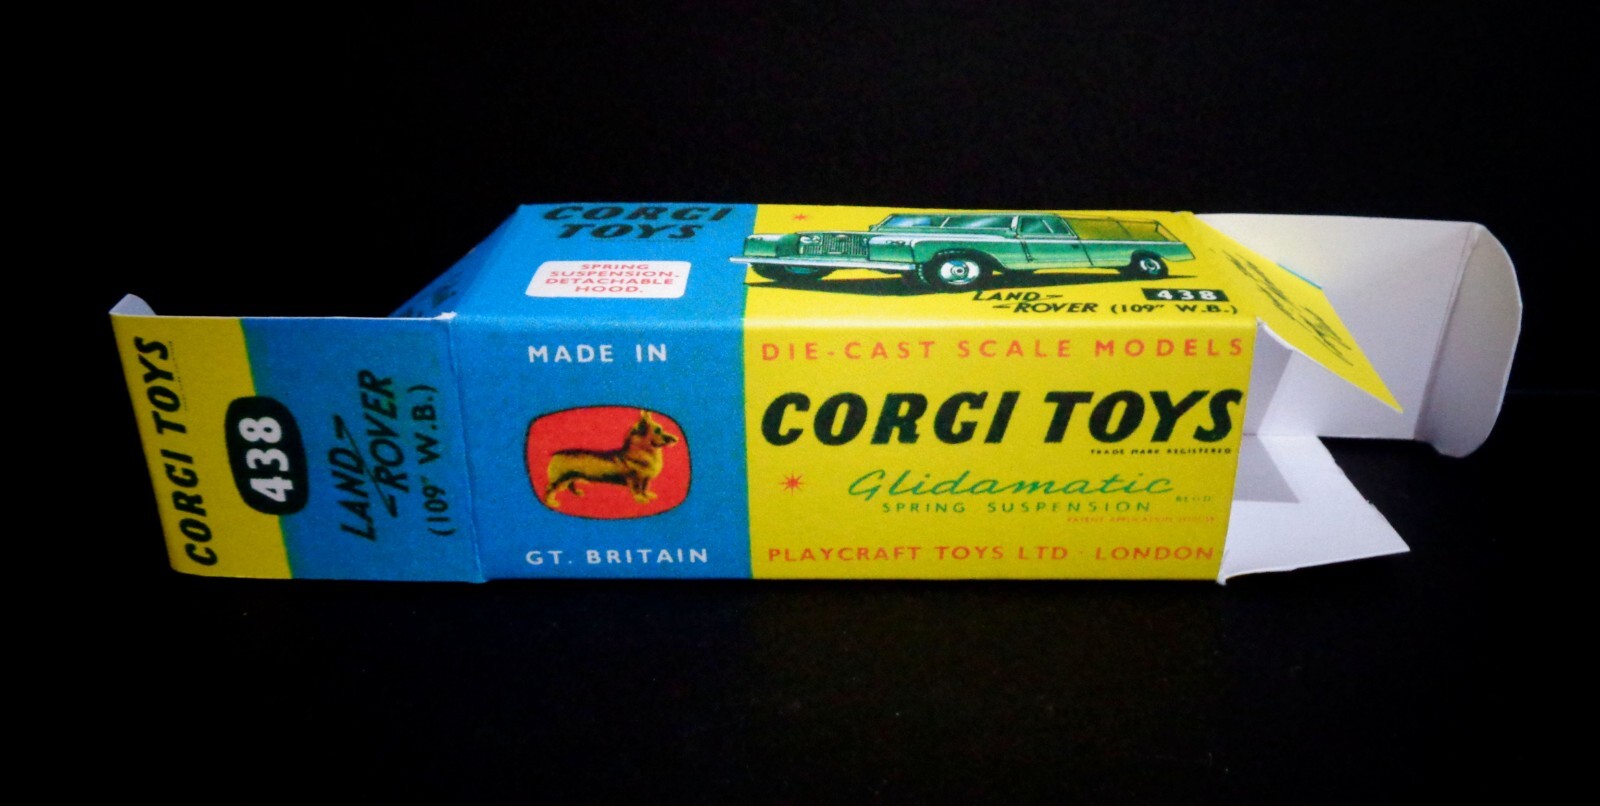 CORGI
TOYS
SPRING
SUSPENSION.
DETACHABLE
HOOD.
LAND-
ROVER (109" W.B.)
438
MADE IN
GT. BRITAIN
DIE-CAST SCALE MODELS
CORGI TOYS
TRADE MARK REGISTERED
Glidamatic
REGD.
SPRING SUSPENSION
PLAYCRAFT TOYS LTD · LONDON
CORGI TOYS
438
LAND-
ROVER
(109" W.B.)